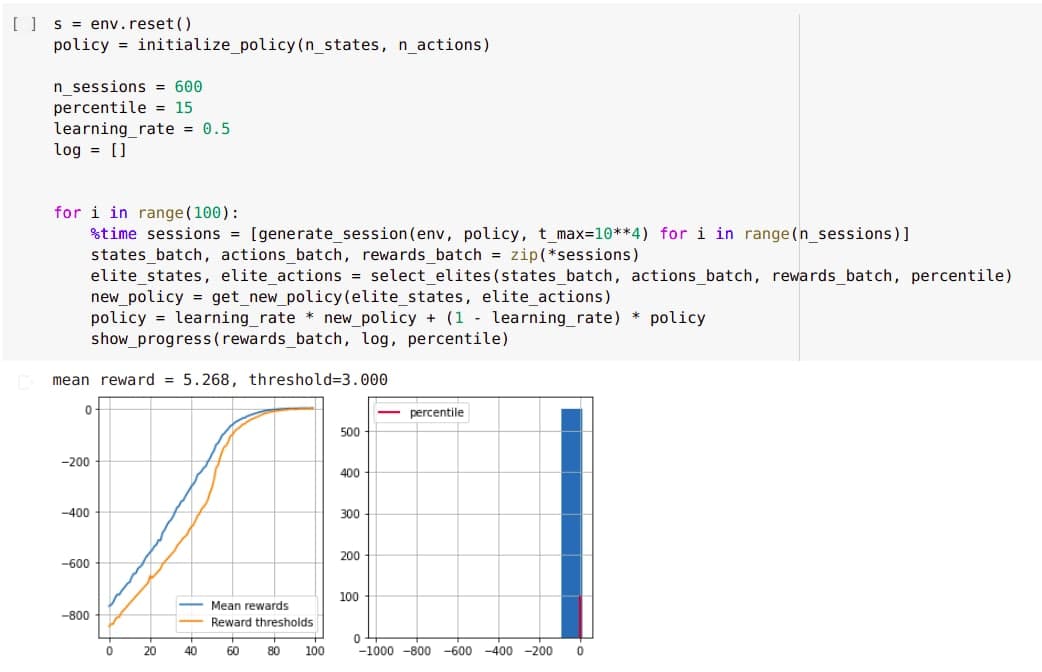 [ ] s = env.reset()
policy = initialize_policy(n_states, n_actions)
n_sessions = 600
percentile = 15
learning_rate = 0.5
log = []
for i in range(100):
%time sessions = [generate_session(env, policy, t_max=10**4) for i in range(n_sessions)]
states_batch, actions_batch, rewards_batch = zip(*sessions)
elite_states, elite_actions = select_elites(states_batch, actions_batch, rewards_batch, percentile)
new_policy = get_new_policy(elite_states, elite_actions)
policy = learning_rate * new_policy + (1 - learning_rate) * policy
show_progress(rewards_batch, log, percentile)
mean reward = 5.268, threshold=3.000
0
−200
−400
−600
−800
Mean rewards
Reward thresholds
0 20 40 60 80 100
percentile
500
400
300
200
100
0
−1000 −800 −600 −400 −200 0